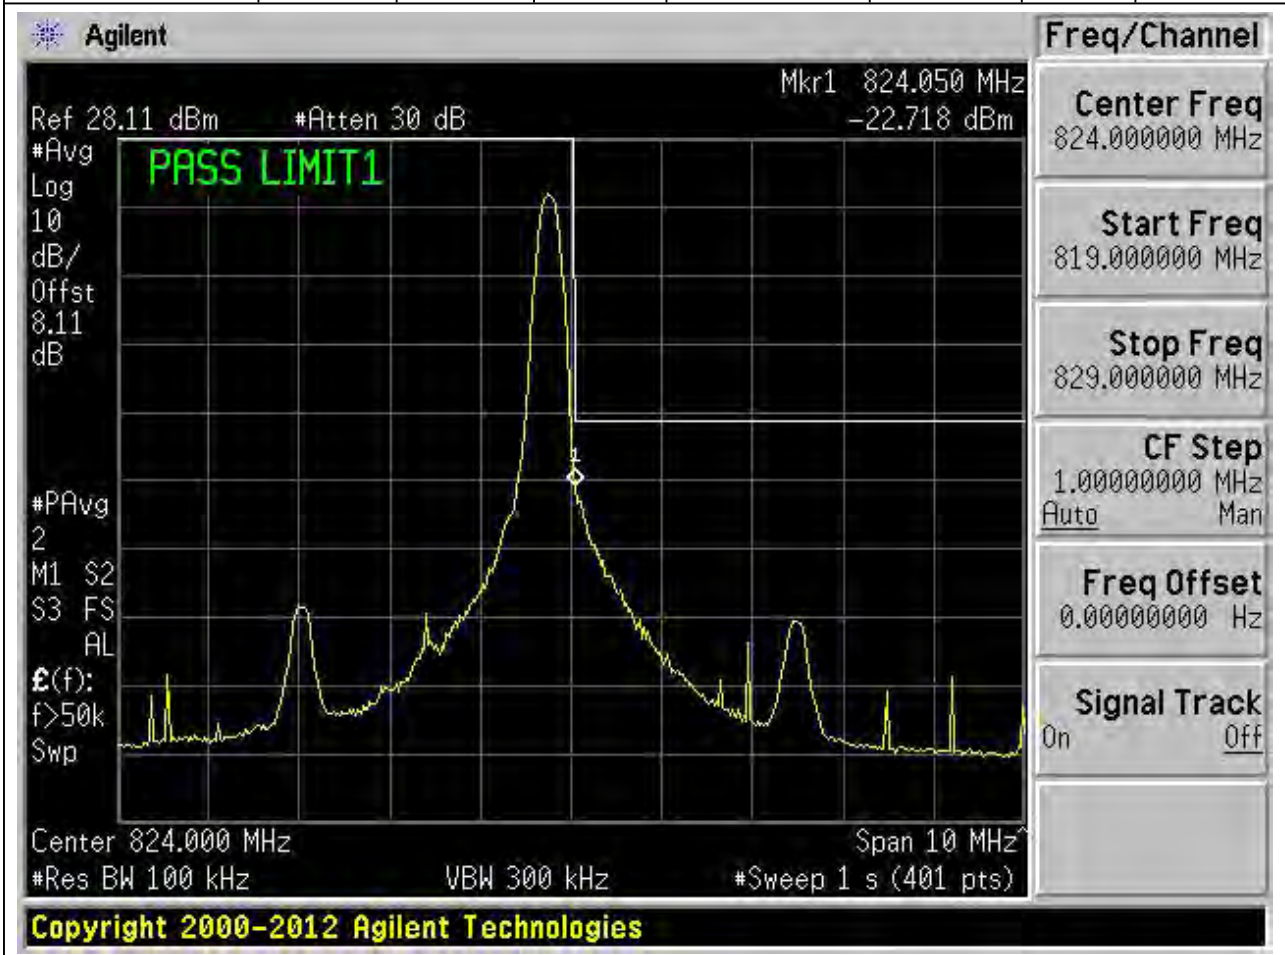 Agilent
Freq/Channel
Mkr1 824.050 MHz
Ref 28.11 dBm #Atten 30 dB -22.718 dBm
#Avg
Log
10
dB/
Offst
8.11
dB
PASS LIMIT1
1
#PAvg
2
M1 S2
S3 FS
AL
£(f):
f>50k
Swp
Center 824.000 MHz Span 10 MHz^
#Res BW 100 kHz VBW 300 kHz #Sweep 1 s (401 pts)
Center Freq
824.000000 MHz
Start Freq
819.000000 MHz
Stop Freq
829.000000 MHz
CF Step
1.00000000 MHz
Auto Man
Freq Offset
0.00000000 Hz
Signal Track
On Off
Copyright 2000-2012 Agilent Technologies